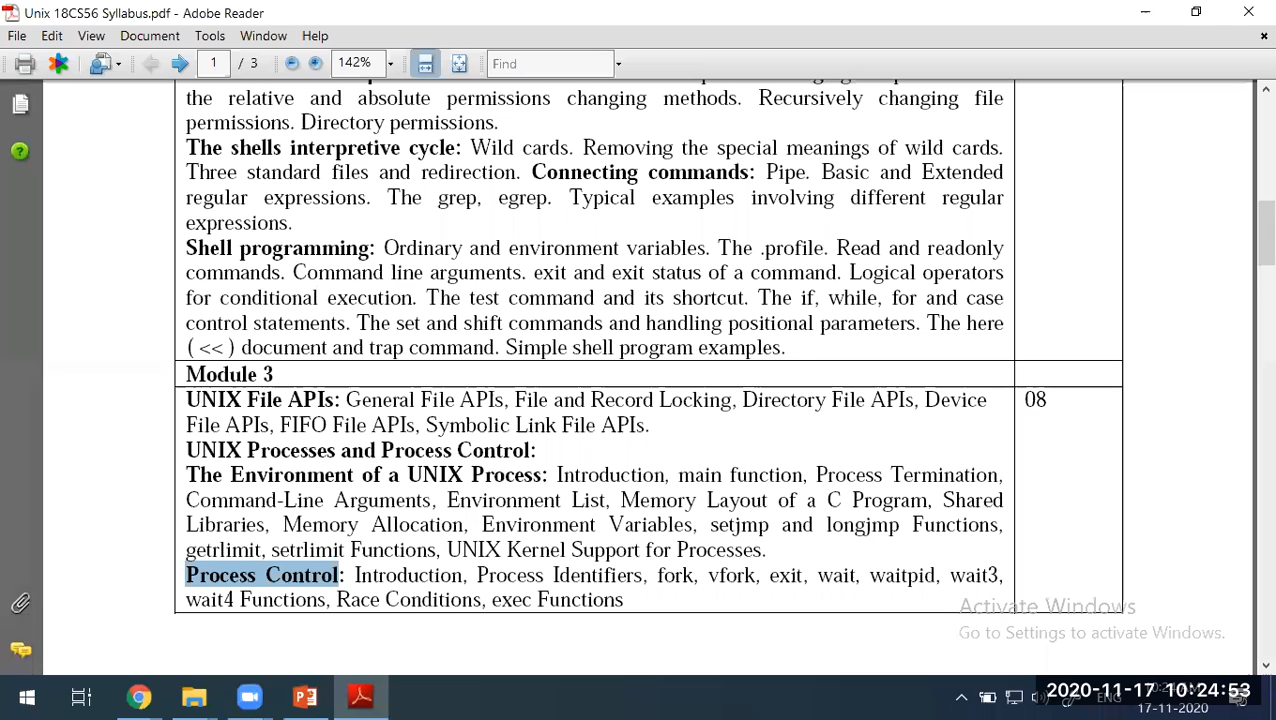 Unix 18CS56 Syllabus.pdf - Adobe Reader
File Edit View Document Tools Window Help
1 / 3 142% Find
the relative and absolute permissions changing methods. Recursively changing file
permissions. Directory permissions.
The shells interpretive cycle: Wild cards. Removing the special meanings of wild cards.
Three standard files and redirection. Connecting commands: Pipe. Basic and Extended
regular expressions. The grep, egrep. Typical examples involving different regular
expressions.
Shell programming: Ordinary and environment variables. The .profile. Read and readonly
commands. Command line arguments. exit and exit status of a command. Logical operators
for conditional execution. The test command and its shortcut. The if, while, for and case
control statements. The set and shift commands and handling positional parameters. The here
( << ) document and trap command. Simple shell program examples.
Module 3
UNIX File APIs: General File APIs, File and Record Locking, Directory File APIs, Device 08
File APIs, FIFO File APIs, Symbolic Link File APIs.
UNIX Processes and Process Control:
The Environment of a UNIX Process: Introduction, main function, Process Termination,
Command-Line Arguments, Environment List, Memory Layout of a C Program, Shared
Libraries, Memory Allocation, Environment Variables, setjmp and longjmp Functions,
getrlimit, setrlimit Functions, UNIX Kernel Support for Processes.
Process Control: Introduction, Process Identifiers, fork, vfork, exit, wait, waitpid, wait3,
wait4 Functions, Race Conditions, exec Functions
Activate Windows
Go to Settings to activate Windows.
2020-11-17 10:24:53
ENG
17-11-2020